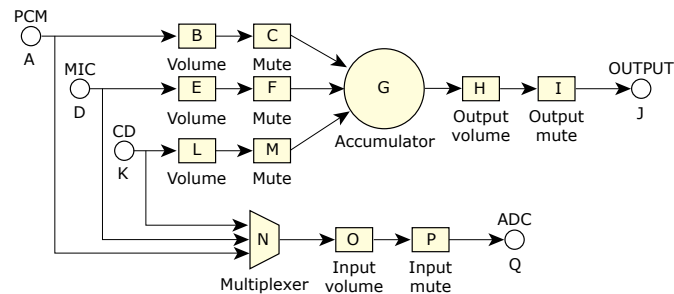 PCM
A
B
Volume
C
Mute
MIC
D
E
Volume
F
Mute
CD
K
L
Volume
M
Mute
G
Accumulator
H
Output
volume
I
Output
mute
OUTPUT
J
N
Multiplexer
O
Input
volume
P
Input
mute
ADC
Q